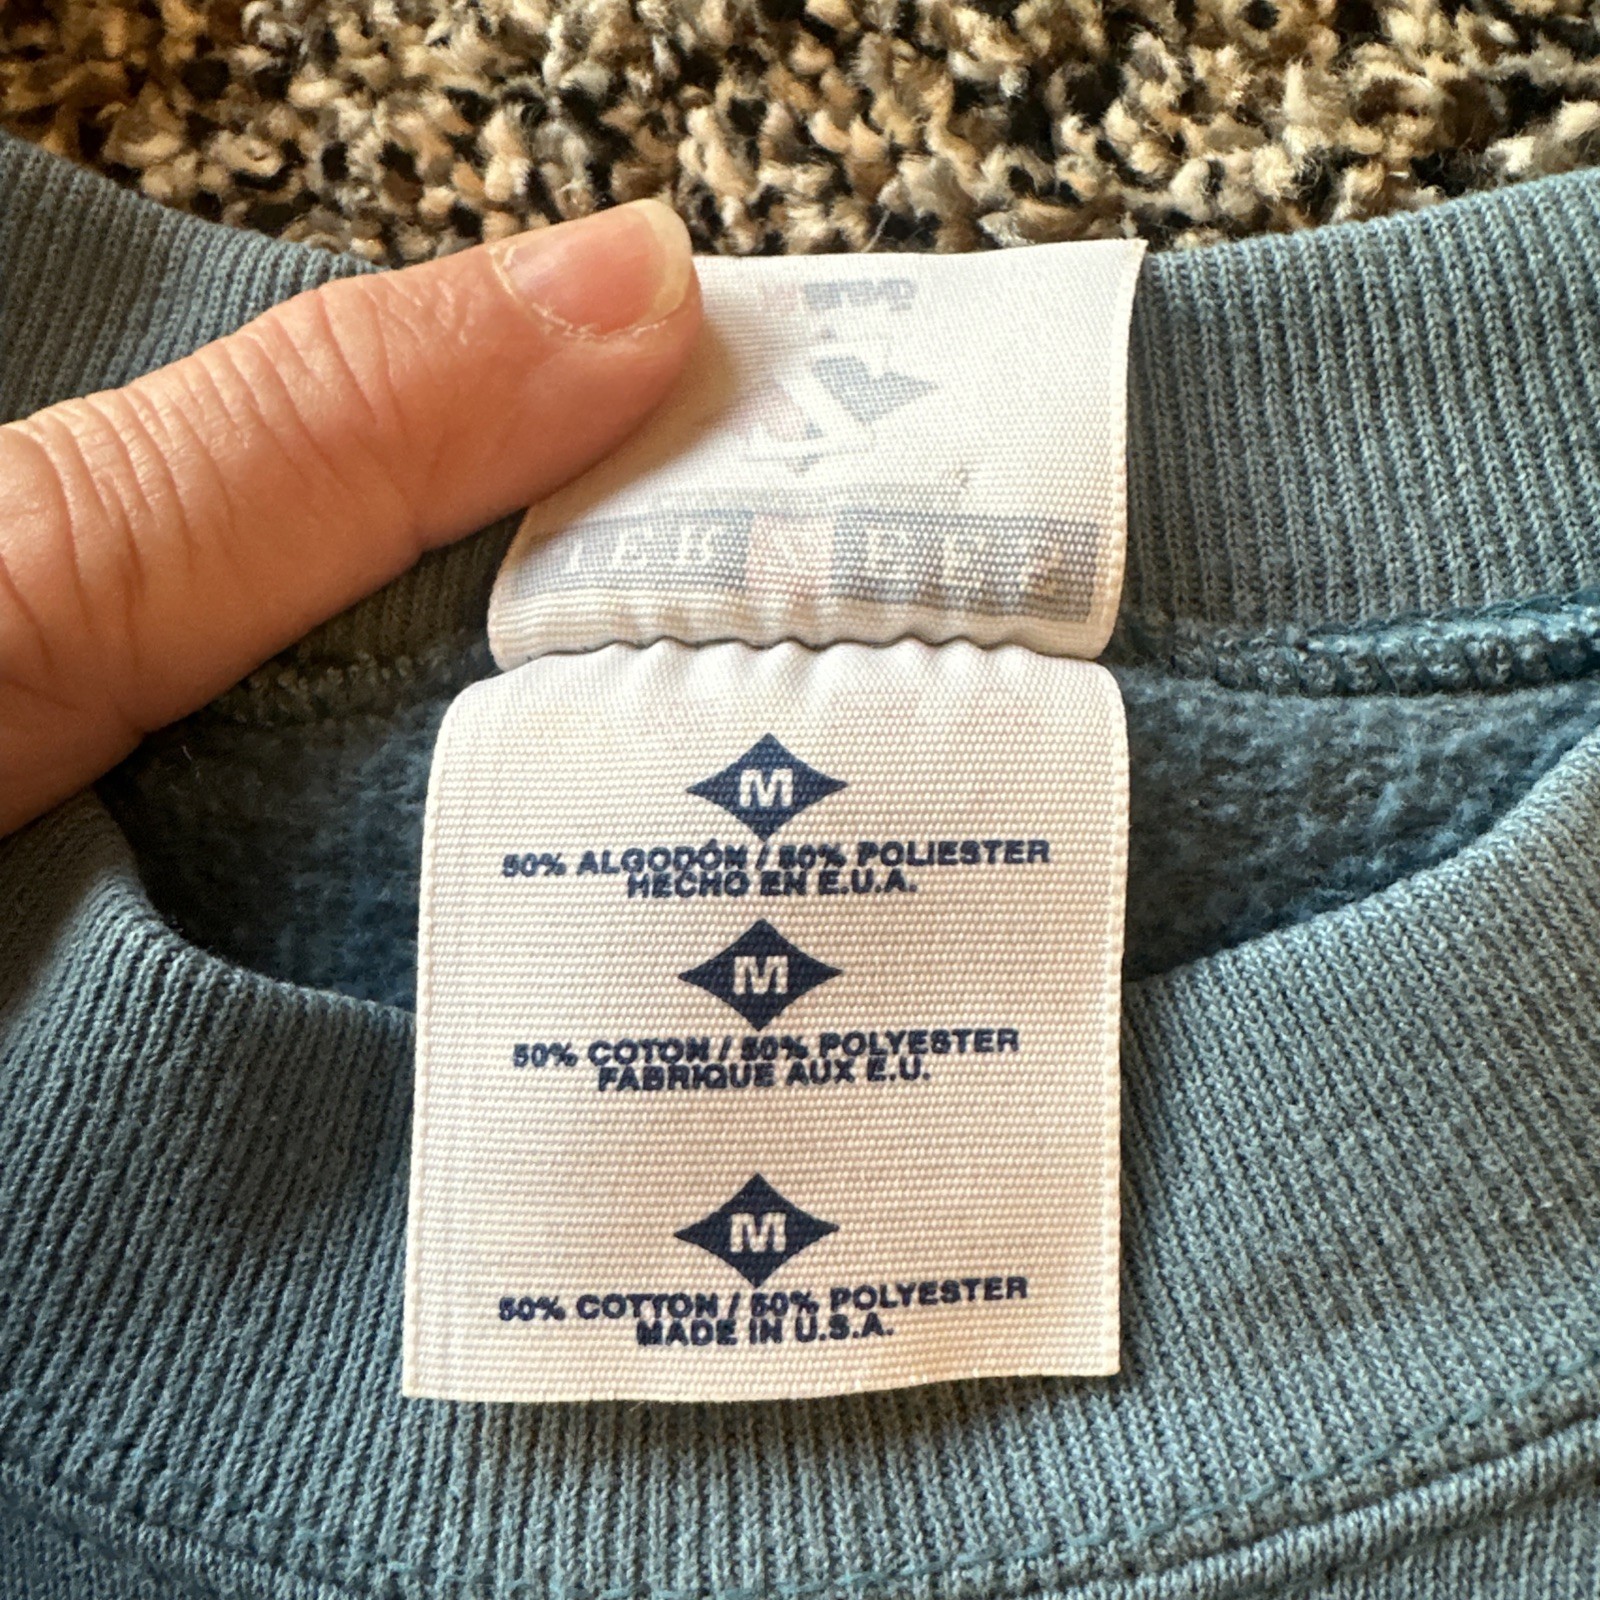 M
50% ALGODÓN / 50% POLIESTER
HECHO EN E.U.A.
M
50% COTON / 50% POLYESTER
FABRIQUE AUX E.U.
M
50% COTTON / 50% POLYESTER
MADE IN U.S.A.